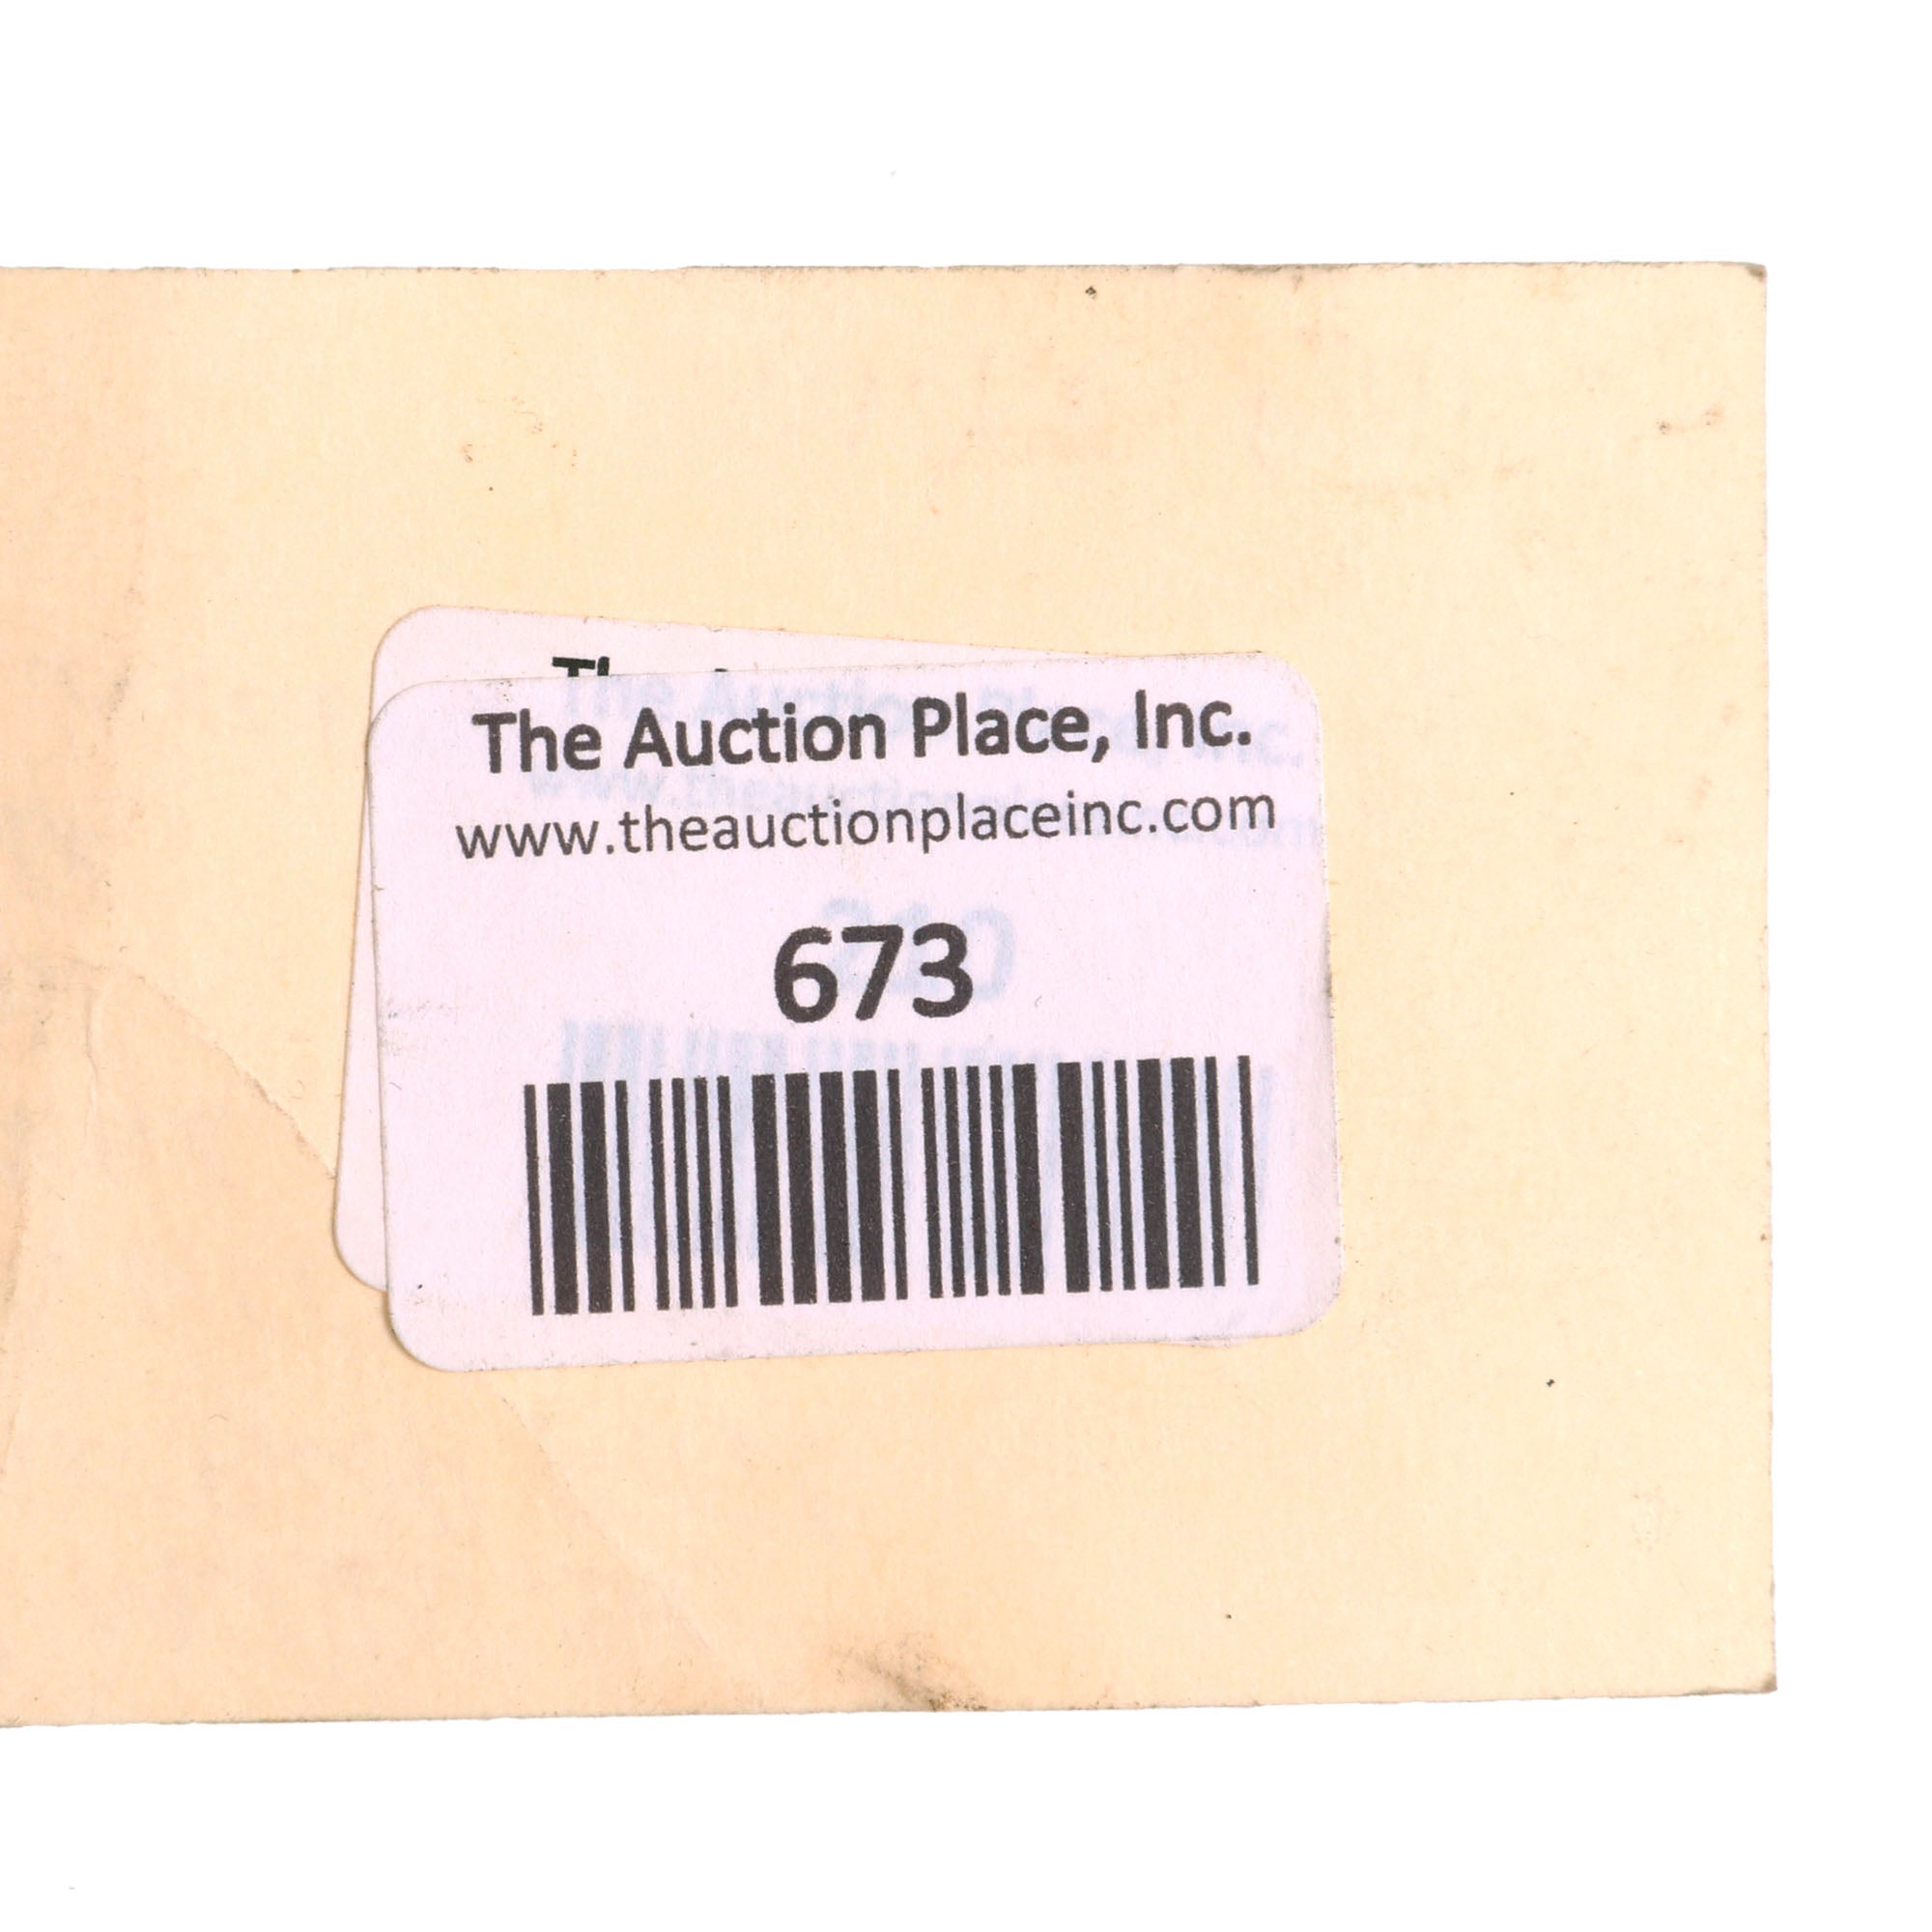 The Auction Place, Inc.
www.theauctionplaceinc.com
673